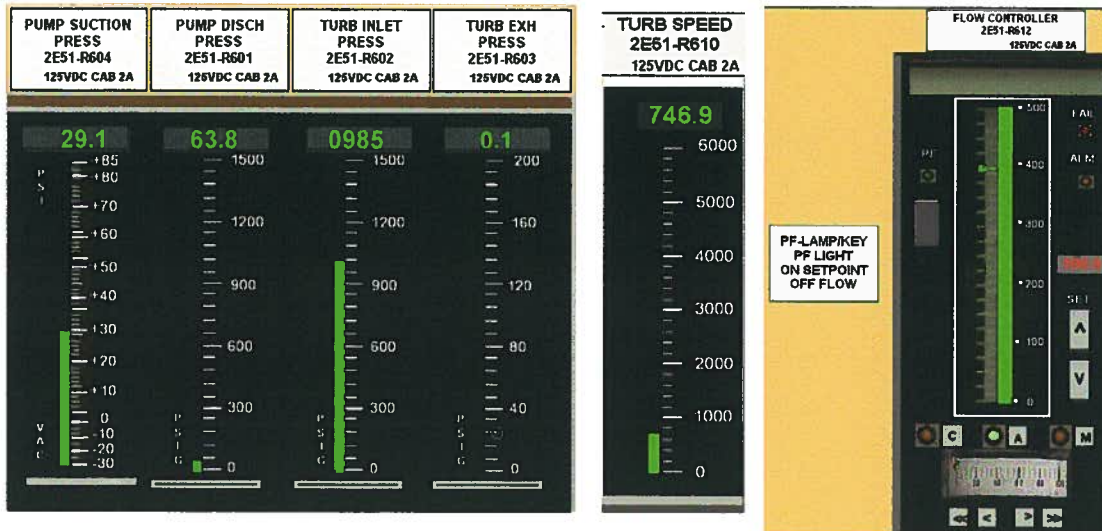 PUMP SUCTION
PRESS
2E51-R604
125VDC CAB 2A
PUMP DISCH
PRESS
2E51-R601
125VDC CAB 2A
TURB INLET
PRESS
2E51-R602
125VDC CAB 2A
TURB EXH
PRESS
2E51-R603
125VDC CAB 2A
29.1
63.8
0985
0.1
+85
+80
+70
+60
+50
+40
+30
+20
+10
0
-10
-20
-30
PSI
VAC
1500
1200
900
600
300
0
PSIG
1500
1200
900
600
300
0
PSIG
200
160
120
80
40
0
PSIG
TURB SPEED
2E51-R610
125VDC CAB 2A
746.9
6000
5000
4000
3000
2000
1000
0
PF-LAMP/KEY
PF LIGHT
ON SETPOINT
OFF FLOW
FLOW CONTROLLER
2E51-R612
125VDC CAB 2A
500
400
300
200
100
0
PF
FAIL
ALM
SET
C
A
M